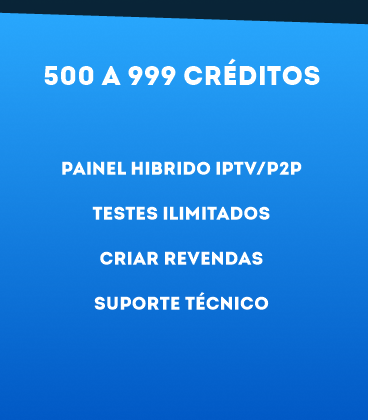 500 A 999 CRÉDITOS
PAINEL HIBRIDO IPTV/P2P
TESTES ILIMITADOS
CRIAR REVENDAS
SUPORTE TÉCNICO